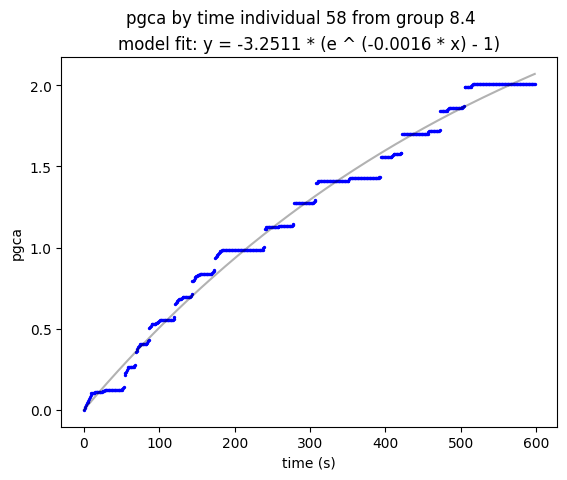 pgca by time individual 58 from group 8.4
model fit: y = -3.2511 * (e ^ (-0.0016 * x) - 1)
2.0
1.5
1.0
0.5
0.0
pgca
0 100 200 300 400 500 600
time (s)